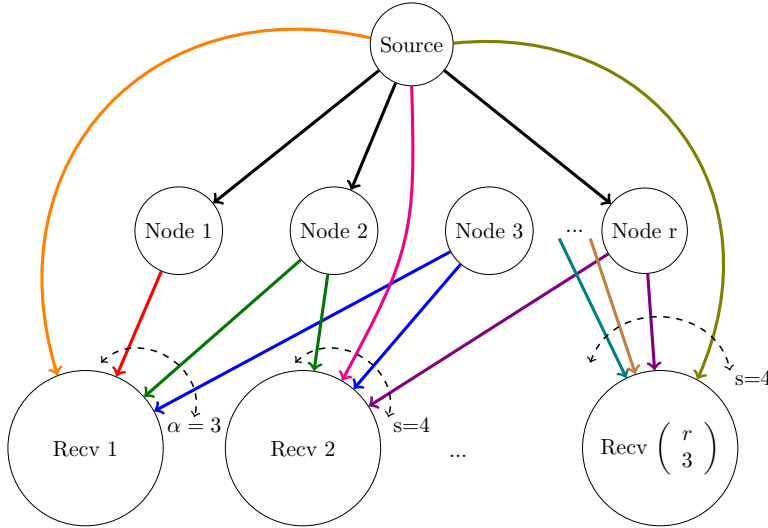 Source
Node 1
Node 2
Node 3
...
Node r
Recv 1
α = 3
Recv 2
s=4
...
Recv ( r
3 )
s=4